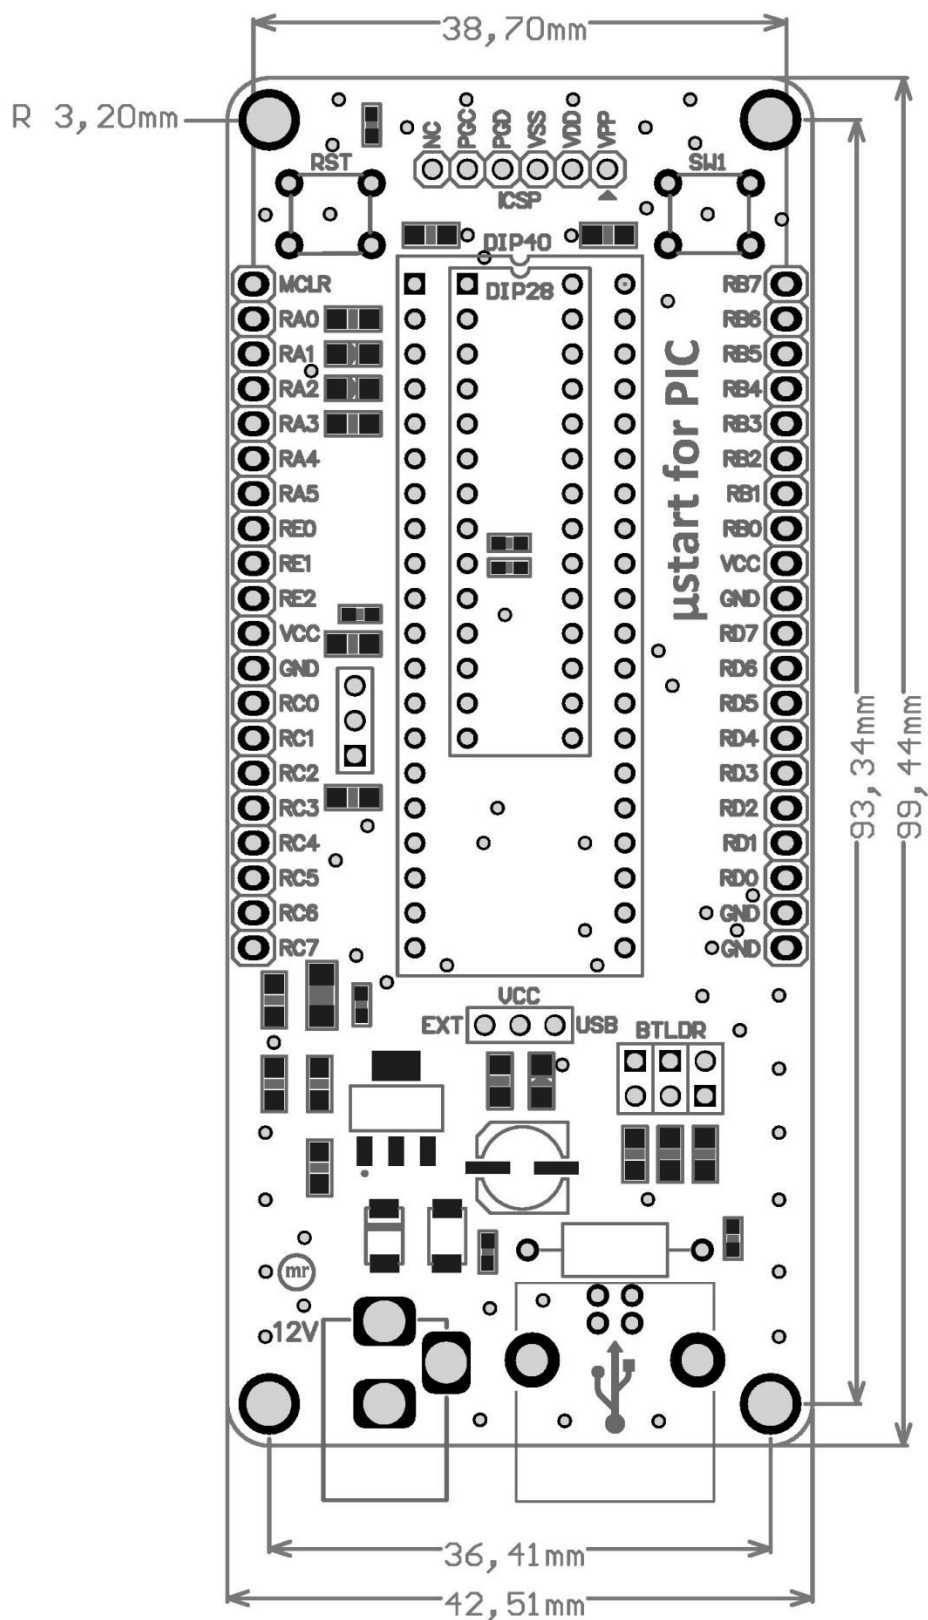 38,70mm
R 3,20mm
NC PGC PGD VSS VDD VPP
RST
SW1
ICSP
DIP40
DIP28
MCLR
RA0
RA1
RA2
RA3
RA4
RA5
RE0
RE1
RE2
VCC
GND
RC0
RC1
RC2
RC3
RC4
RC5
RC6
RC7
RB7
RB6
RB5
RB4
RB3
RB2
RB1
RB0
VCC
GND
RD7
RD6
RD5
RD4
RD3
RD2
RD1
RD0
GND
GND
µstart for PIC
93,34mm
99,44mm
VCC
EXT
USB
BTLDR
mr
12V
36,41mm
42,51mm